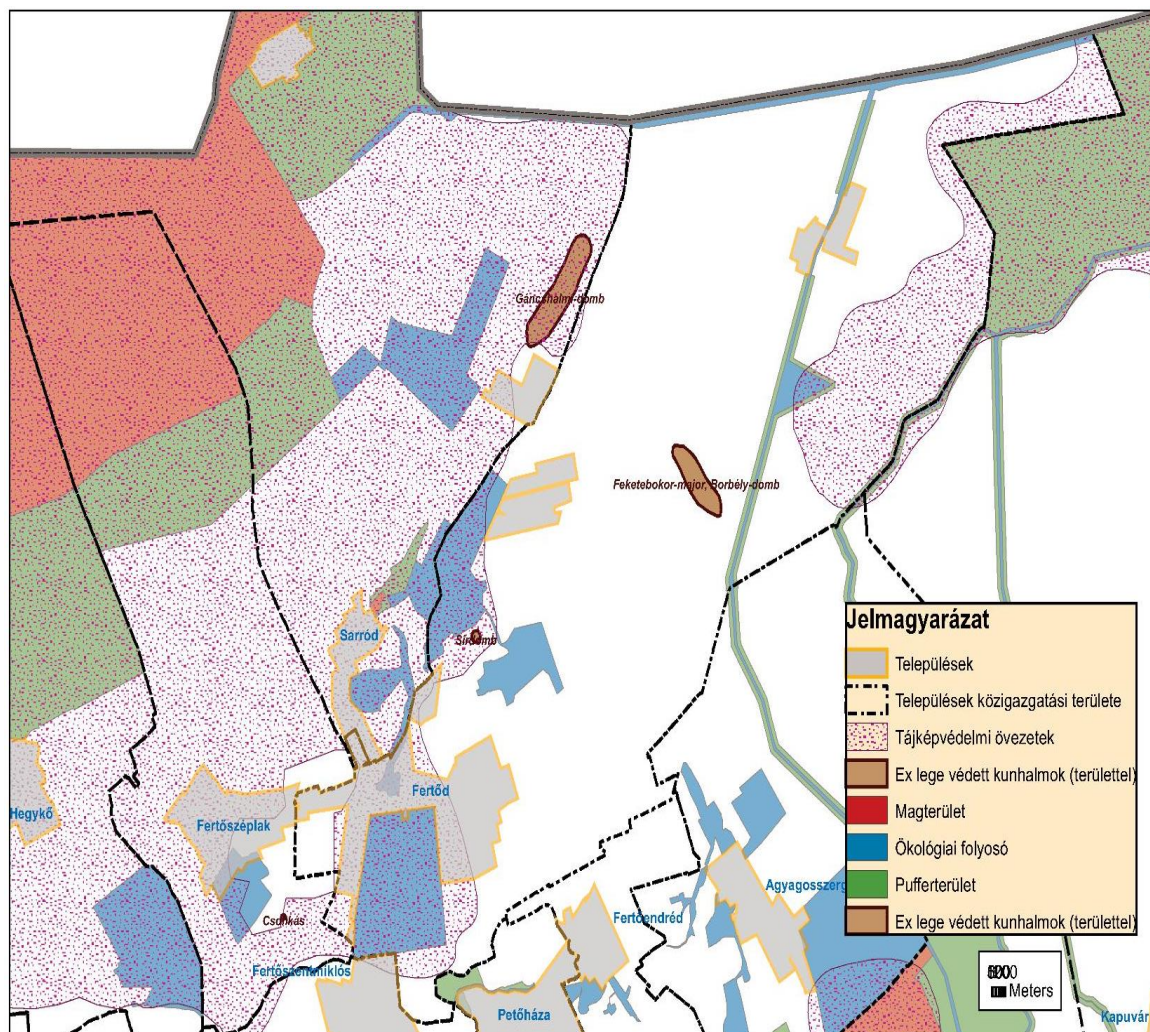 Gáncshalmi-domb
Feketebokor-major, Borbély-domb
Sarród
Sírdomb
Hegykő
Fertőszéplak
Fertőd
Csonkás
Fertőendréd
Agyagosszerg
Fertőszentmiklós
Petőháza
Kapuvár
Jelmagyarázat
Települések
Települések közigazgatási területe
Tájképvédelmi övezetek
Ex lege védett kunhalmok (területtel)
Magterület
Ökológiai folyosó
Pufferterület
Ex lege védett kunhalmok (területtel)
Meters